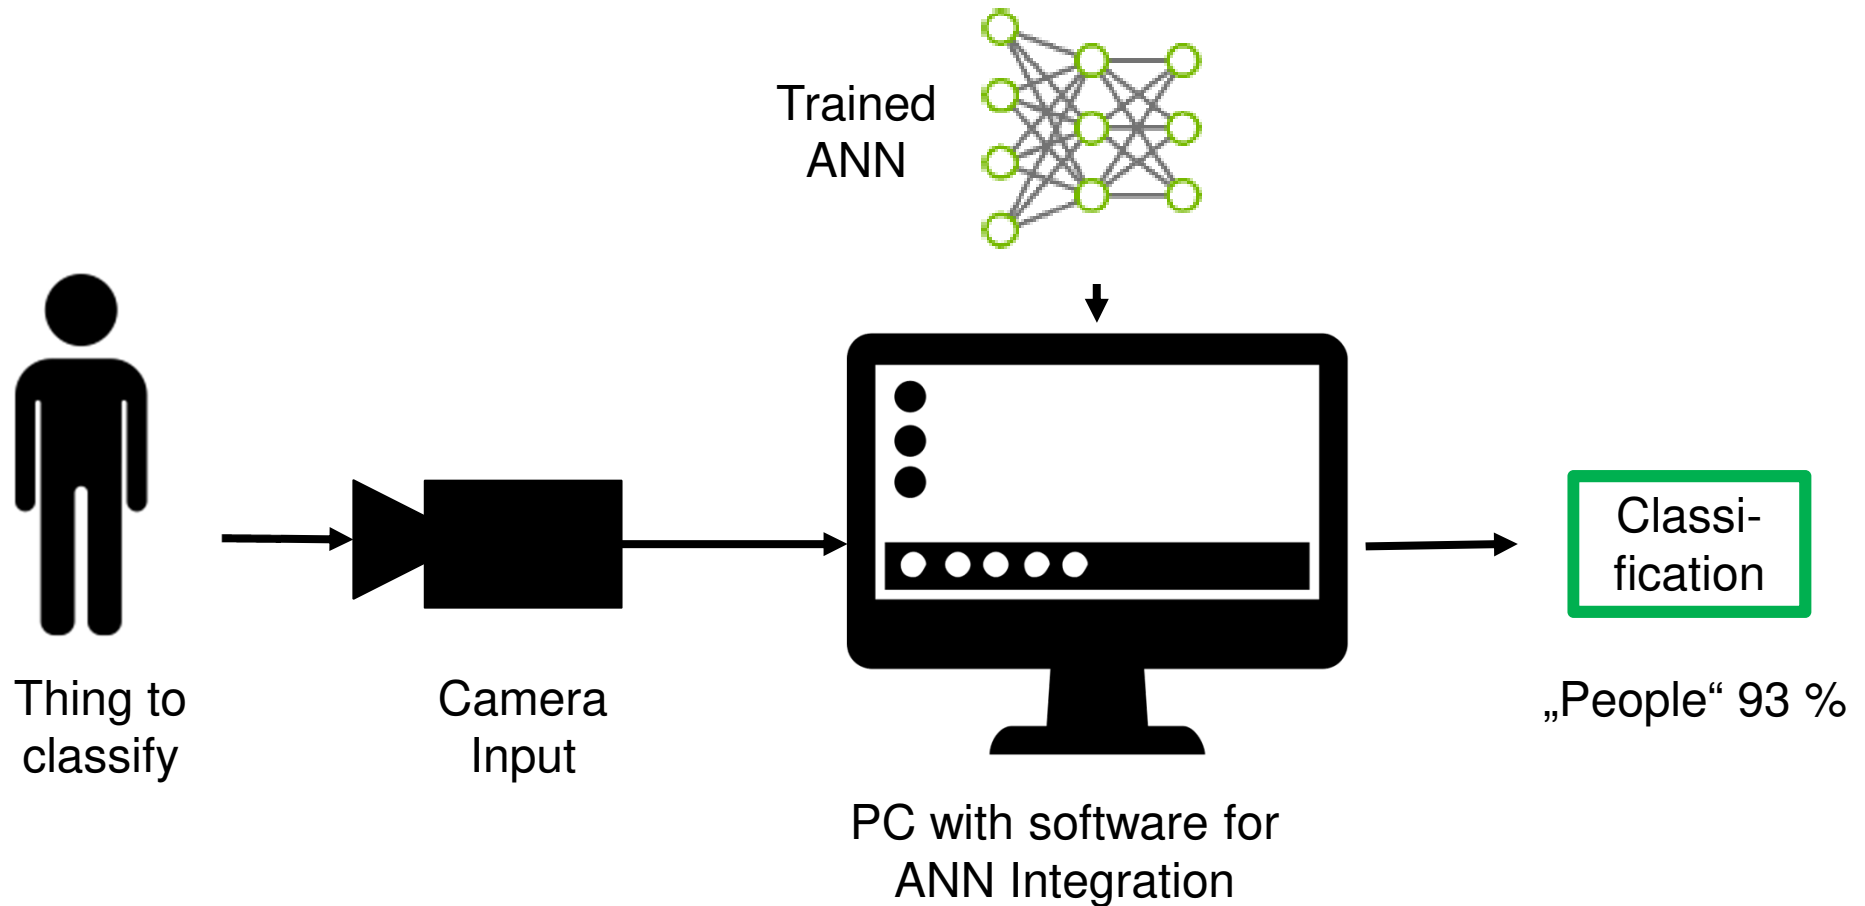 Trained
ANN
Thing to
classify
Camera
Input
PC with software for
ANN Integration
Classi-
fication
„People“ 93 %